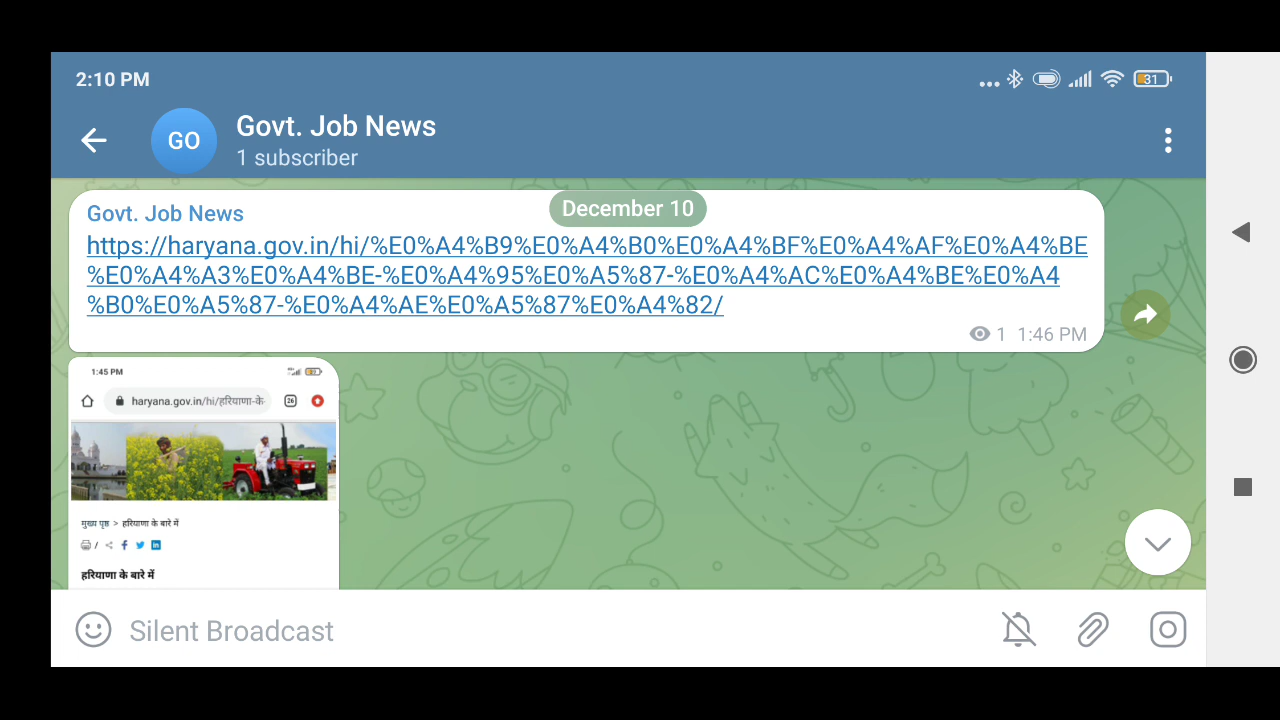 2:10 PM
31
GO
Govt. Job News
1 subscriber
December 10
Govt. Job News
https://haryana.gov.in/hi/%E0%A4%B9%E0%A4%B0%E0%A4%BF%E0%A4%AF%E0%A4%BE
%E0%A4%A3%E0%A4%BE-%E0%A4%95%E0%A5%87-%E0%A4%AC%E0%A4%BE%E0%A4
%B0%E0%A5%87-%E0%A4%AE%E0%A5%87%E0%A4%82/
1 1:46 PM
1:45 PM
haryana.gov.in/hi/हरियाणा-के-
26
मुख्य पृष्ठ > हरियाणा के बारे में
हरियाणा के बारे में
Silent Broadcast